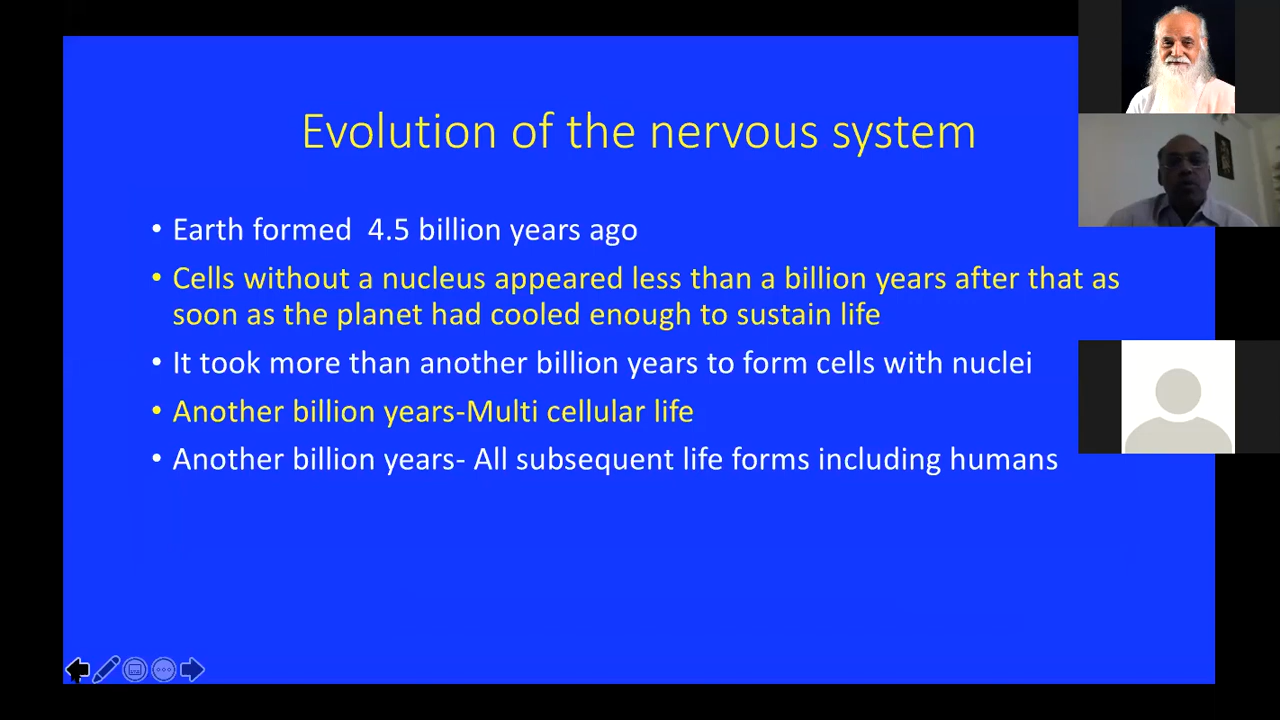 Evolution of the nervous system
• Earth formed  4.5 billion years ago
• Cells without a nucleus appeared less than a billion years after that as
soon as the planet had cooled enough to sustain life
• It took more than another billion years to form cells with nuclei
• Another billion years-Multi cellular life
• Another billion years- All subsequent life forms including humans